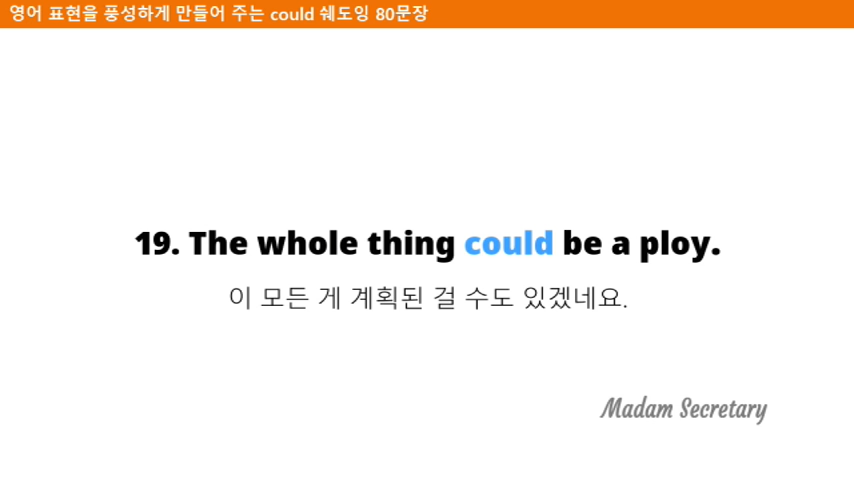 영어 표현을 풍성하게 만들어 주는 could 쉐도잉 80문장
19. The whole thing could be a ploy.
이 모든 게 계획된 걸 수도 있겠네요.
Madam Secretary